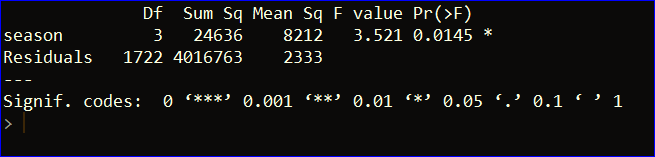 Df Sum Sq Mean Sq F value Pr(>F)
season 3 24636 8212 3.521 0.0145 *
Residuals 1722 4016763 2333
---
Signif. codes: 0 ‘***’ 0.001 ‘**’ 0.01 ‘*’ 0.05 ‘.’ 0.1 ‘ ’ 1
>